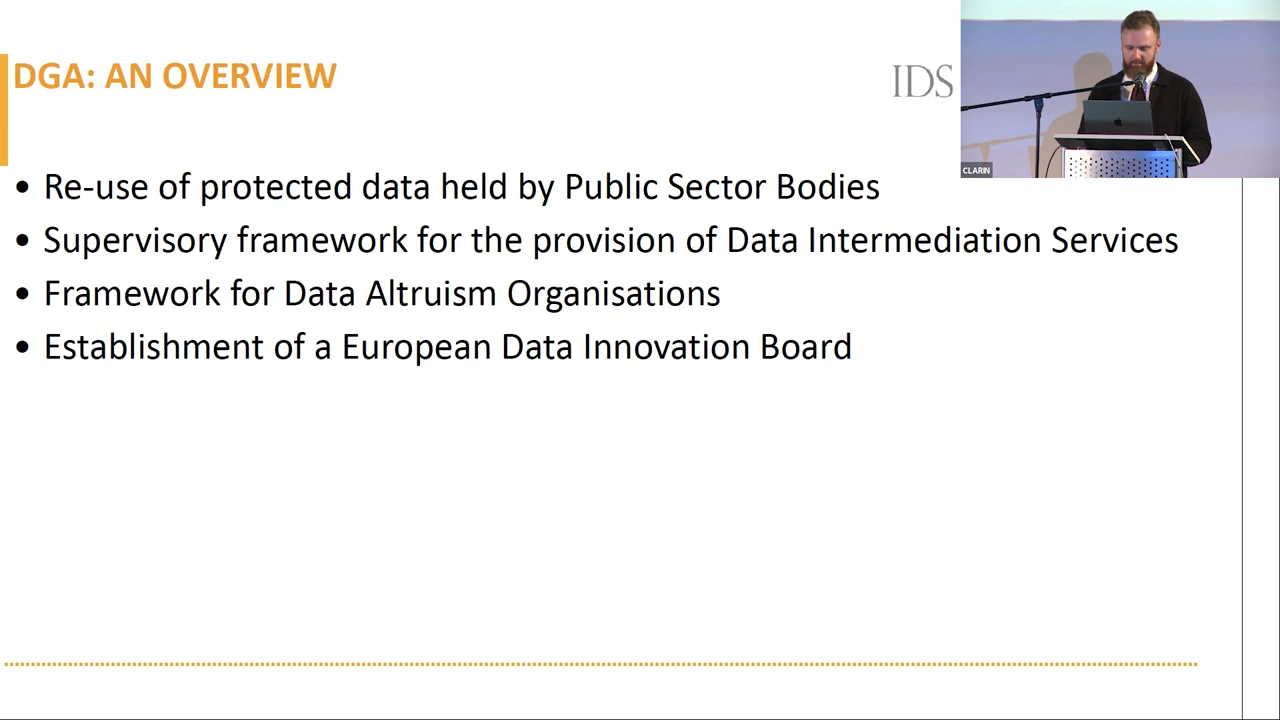 DGA: AN OVERVIEW
IDS
CLARIN
• Re-use of protected data held by Public Sector Bodies
• Supervisory framework for the provision of Data Intermediation Services
• Framework for Data Altruism Organisations
• Establishment of a European Data Innovation Board